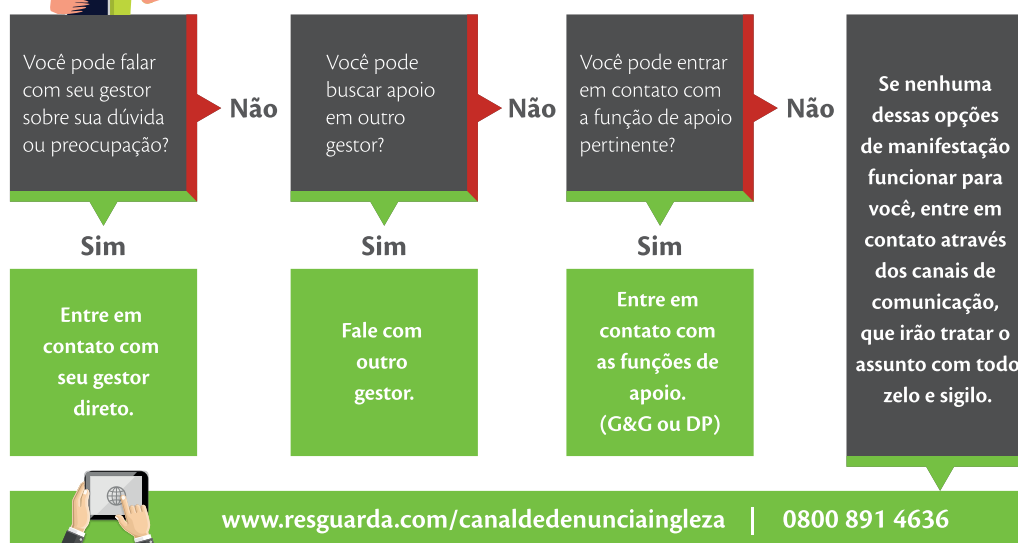 Você pode falar
com seu gestor
sobre sua dúvida
ou preocupação?
Não
Sim
Entre em
contato com
seu gestor
direto.
Você pode
buscar apoio
em outro
gestor?
Não
Sim
Fale com
outro
gestor.
Você pode entrar
em contato com
a função de apoio
pertinente?
Não
Sim
Entre em
contato com
as funções de
apoio.
(G&G ou DP)
Se nenhuma
dessas opções
de manifestação
funcionar para
você, entre em
contato através
dos canais de
comunicação,
que irão tratar o
assunto com todo
zelo e sigilo.
www.resguarda.com/canaldedenunciaingleza | 0800 891 4636